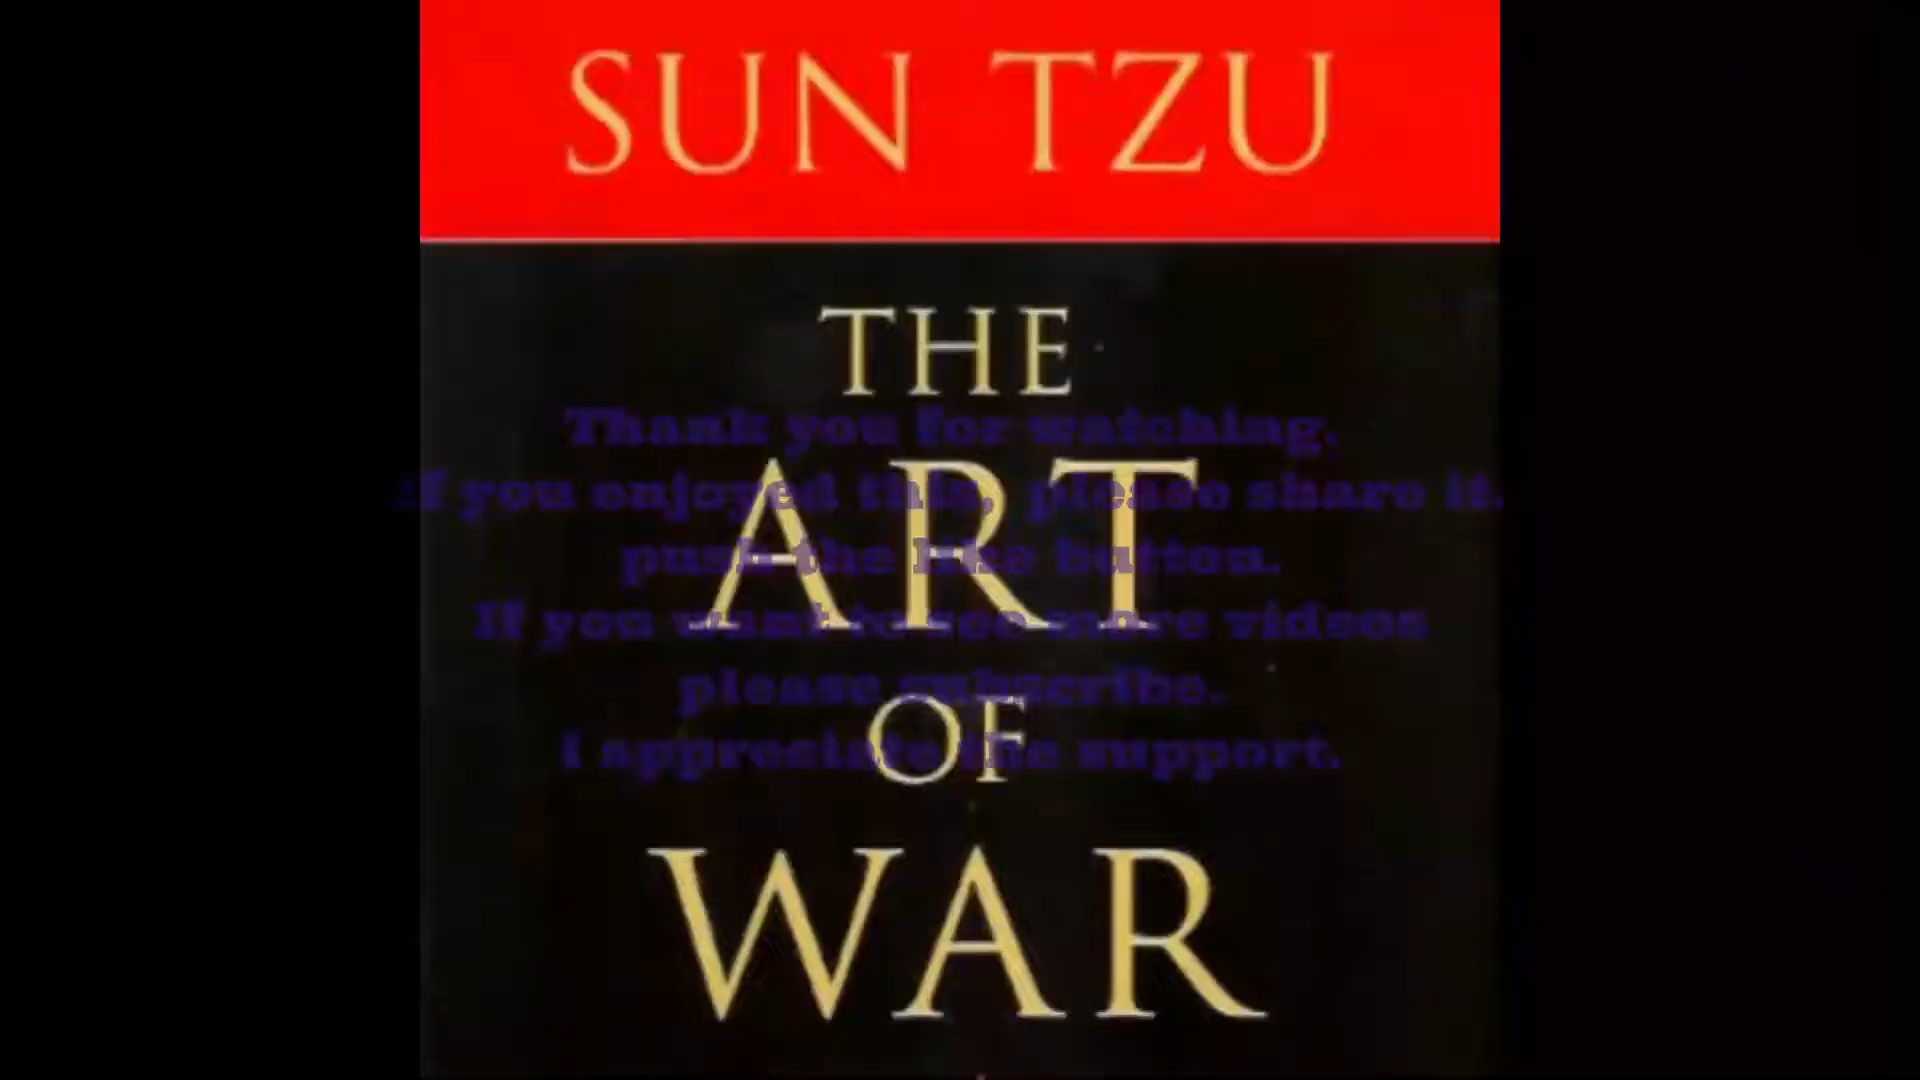 SUN TZU
THE
ART
OF
WAR
Thank you for watching.
If you enjoyed this, please share it.
push the like button.
If you want to see more videos
please subscribe.
I appreciate the support.